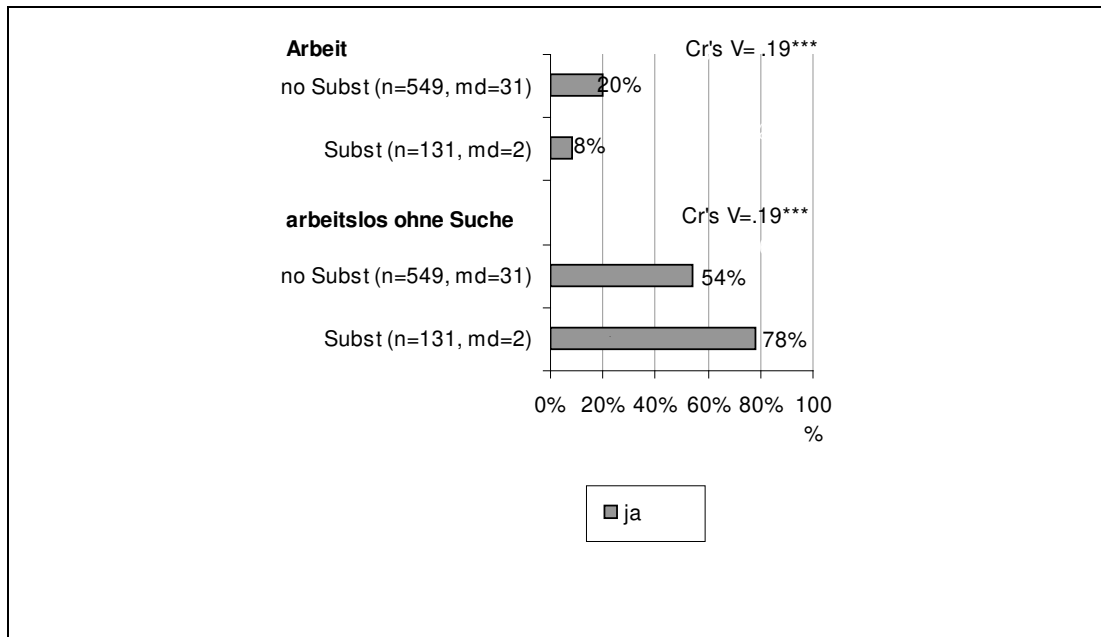 Arbeit Cr's V= .19***
no Subst (n=549, md=31) 20%
Subst (n=131, md=2) 8%
arbeitslos ohne Suche Cr's V=.19***
no Subst (n=549, md=31) 54%
Subst (n=131, md=2) 78%
0% 20% 40% 60% 80% 100
%
ja